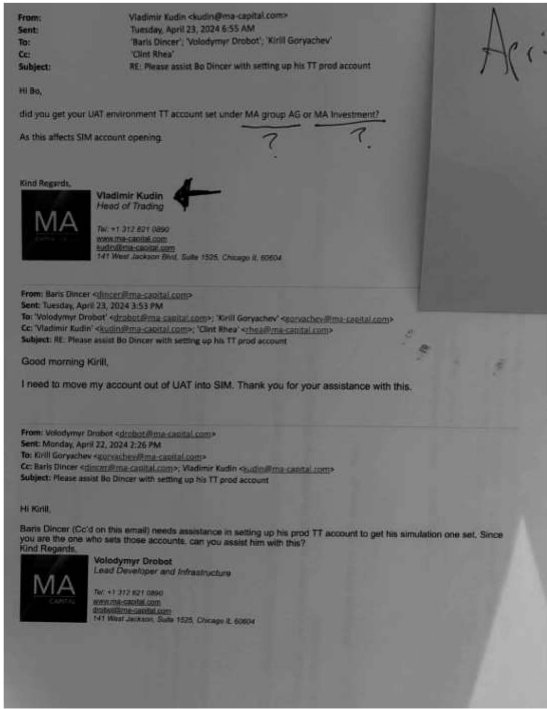 From: Vladimir Kudin <kudin@ma-capital.com>
Sent: Tuesday, April 23, 2024 6:55 AM
To: 'Baris Dincer'; 'Volodymyr Drobot'; 'Kirill Goryachev'
Cc: 'Clint Rhea'
Subject: RE: Please assist Bo Dincer with setting up his TT prod account
Hi Bo,
did you get your UAT environment TT account set under MA group AG or MA Investment?
? ?
As this affects SIM account opening.
Kind Regards,
MA
Vladimir Kudin
Head of Trading
Tel: +1 312 621 0890
www.ma-capital.com
kudin@ma-capital.com
141 West Jackson Blvd, Suite 1525, Chicago IL 60604
From: Baris Dincer <dincer@ma-capital.com>
Sent: Tuesday, April 23, 2024 3:53 PM
To: 'Volodymyr Drobot' <drobot@ma-capital.com>; 'Kirill Goryachev' <goryachev@ma-capital.com>
Cc: 'Vladimir Kudin' <kudin@ma-capital.com>; 'Clint Rhea' <rhea@ma-capital.com>
Subject: RE: Please assist Bo Dincer with setting up his TT prod account
Good morning Kirill,
I need to move my account out of UAT into SIM. Thank you for your assistance with this.
From: Volodymyr Drobot <drobot@ma-capital.com>
Sent: Monday, April 22, 2024 2:26 PM
To: Kirill Goryachev <goryachev@ma-capital.com>
Cc: Baris Dincer <dincer@ma-capital.com>; Vladimir Kudin <kudin@ma-capital.com>
Subject: Please assist Bo Dincer with setting up his TT prod account
Hi Kirill,
Baris Dincer (Cc'd on this email) needs assistance in setting up his prod TT account to get his simulation one set. Since
you are the one who sets those accounts, can you assist him with this?
Kind Regards,
MA
CAPITAL
Volodymyr Drobot
Lead Developer and Infrastructure
Tel: +1 312 621 0890
www.ma-capital.com
drobot@ma-capital.com
141 West Jackson, Suite 1525, Chicago IL 60604